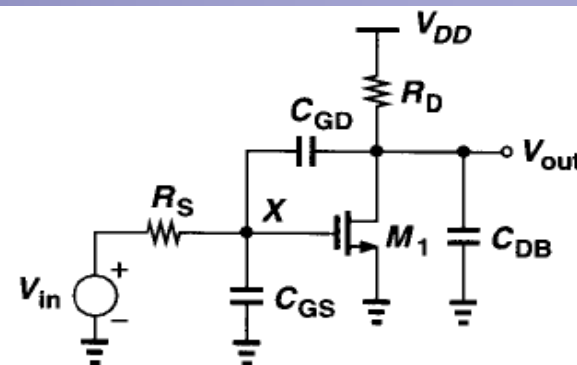 V_DD
R_D
C_GD
V_out
R_S
X
M_1
C_DB
V_in
+
−
C_GS